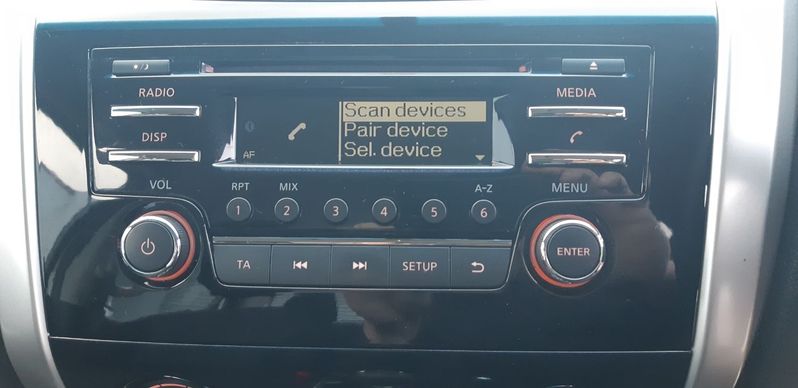 RADIO
MEDIA
Scan devices
Pair device
Sel. device
DISP
AF
VOL
RPT
MIX
A-Z
MENU
1
2
3
4
5
6
TA
SETUP
ENTER